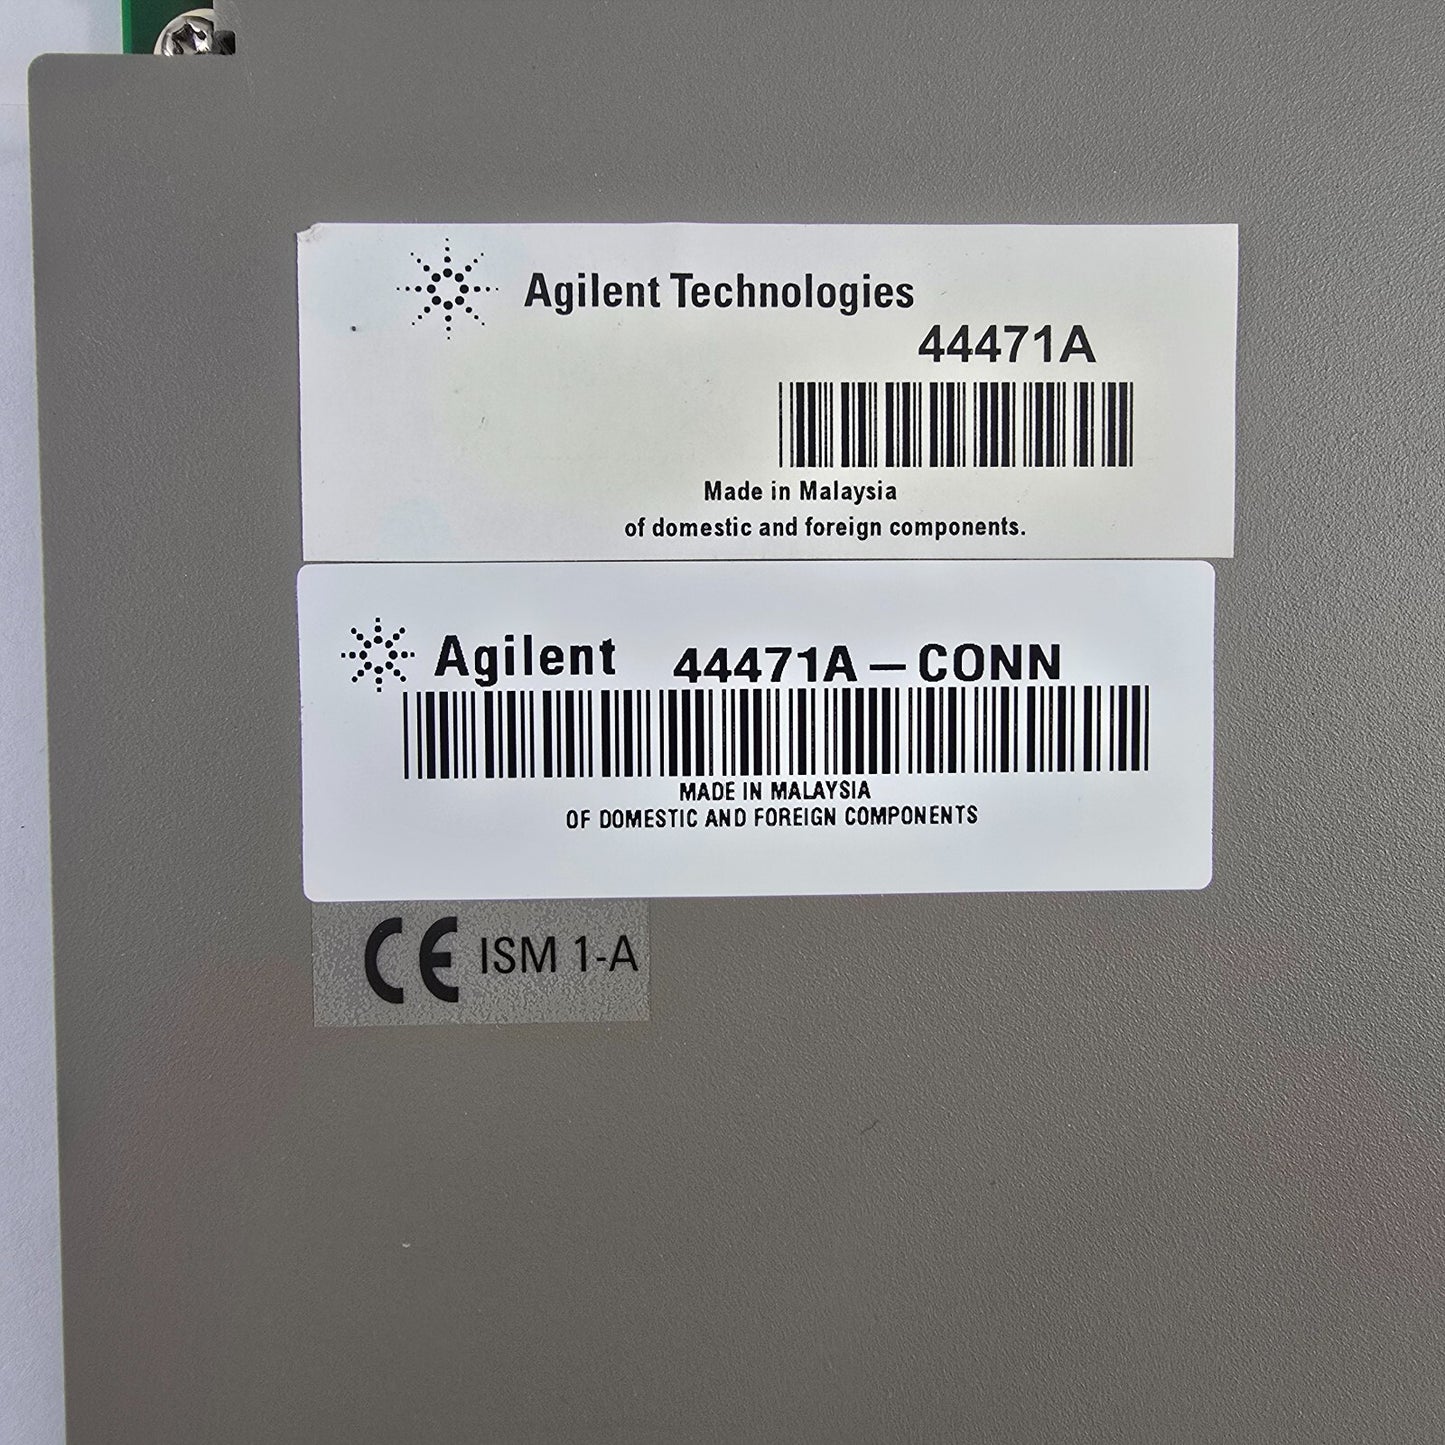 Agilent Technologies
44471A
Made in Malaysia
of domestic and foreign components.
Agilent 44471A-CONN
MADE IN MALAYSIA
OF DOMESTIC AND FOREIGN COMPONENTS
CE ISM 1-A